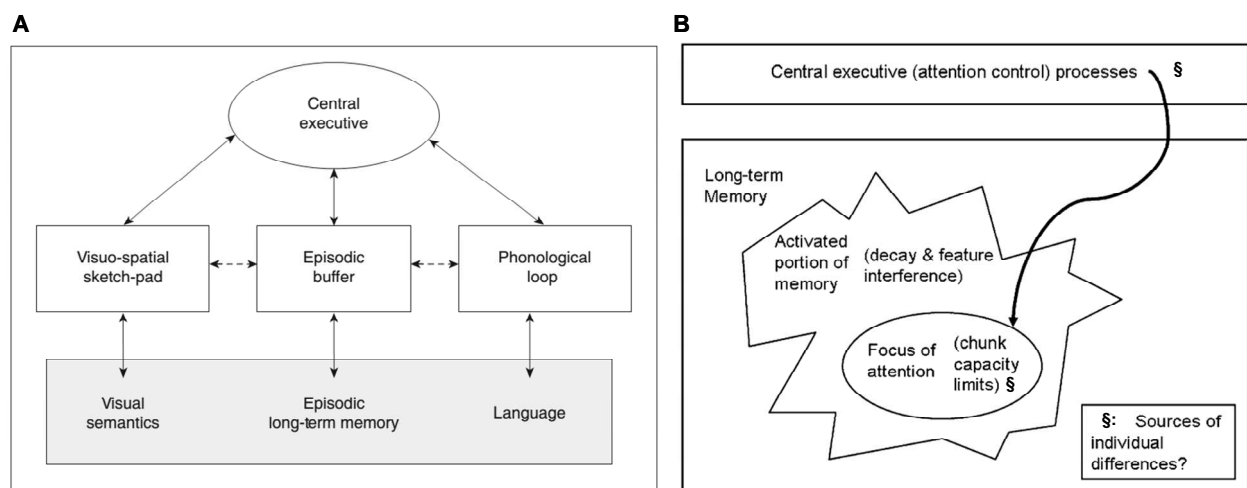 A
Central
executive
Visuo-spatial
sketch-pad
Episodic
buffer
Phonological
loop
Visual
semantics
Episodic
long-term memory
Language
B
Central executive (attention control) processes §
Long-term
Memory
Activated
portion of
memory
(decay & feature
interference)
Focus of
attention
(chunk
capacity
limits) §
§: Sources of
individual
differences?